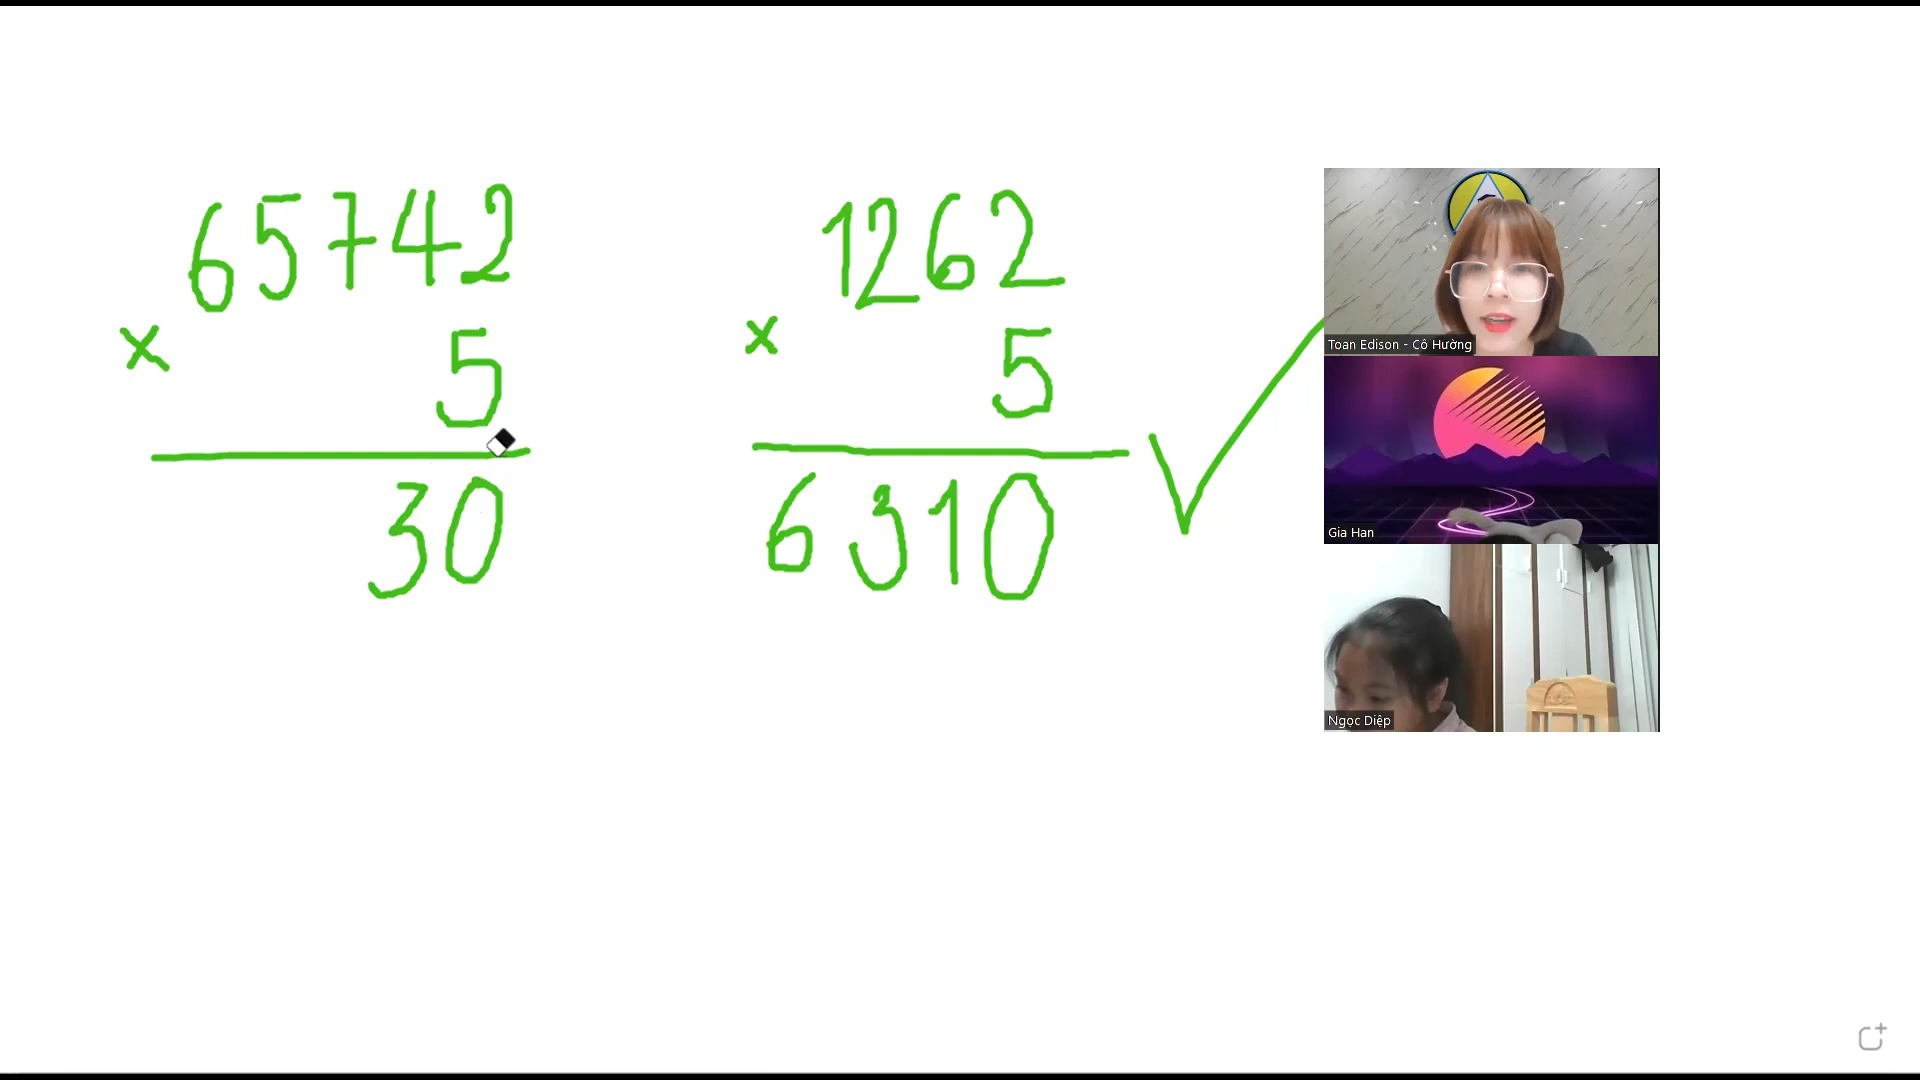 65742
x
5
30
1262
x
5
6310
Toan Edison - Cô Hường
Gia Han
Ngọc Diệp